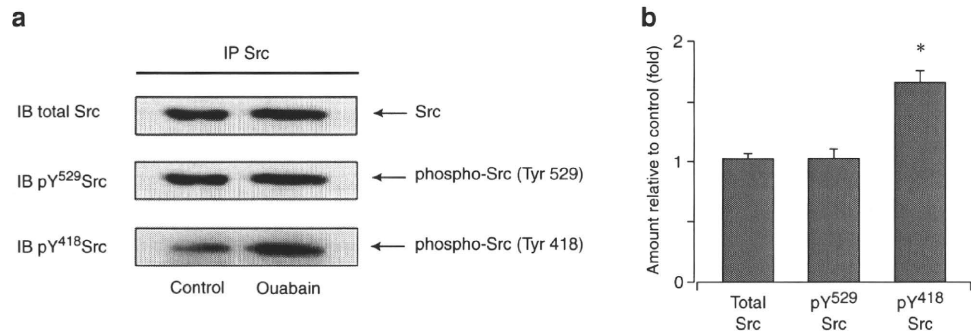 a
IP Src
IB total Src
Src
IB pY⁵²⁹Src
phospho-Src (Tyr 529)
IB pY⁴¹⁸Src
phospho-Src (Tyr 418)
Control
Ouabain
b
Amount relative to control (fold)
2
1
0
*
Total
Src
pY⁵²⁹
Src
pY⁴¹⁸
Src